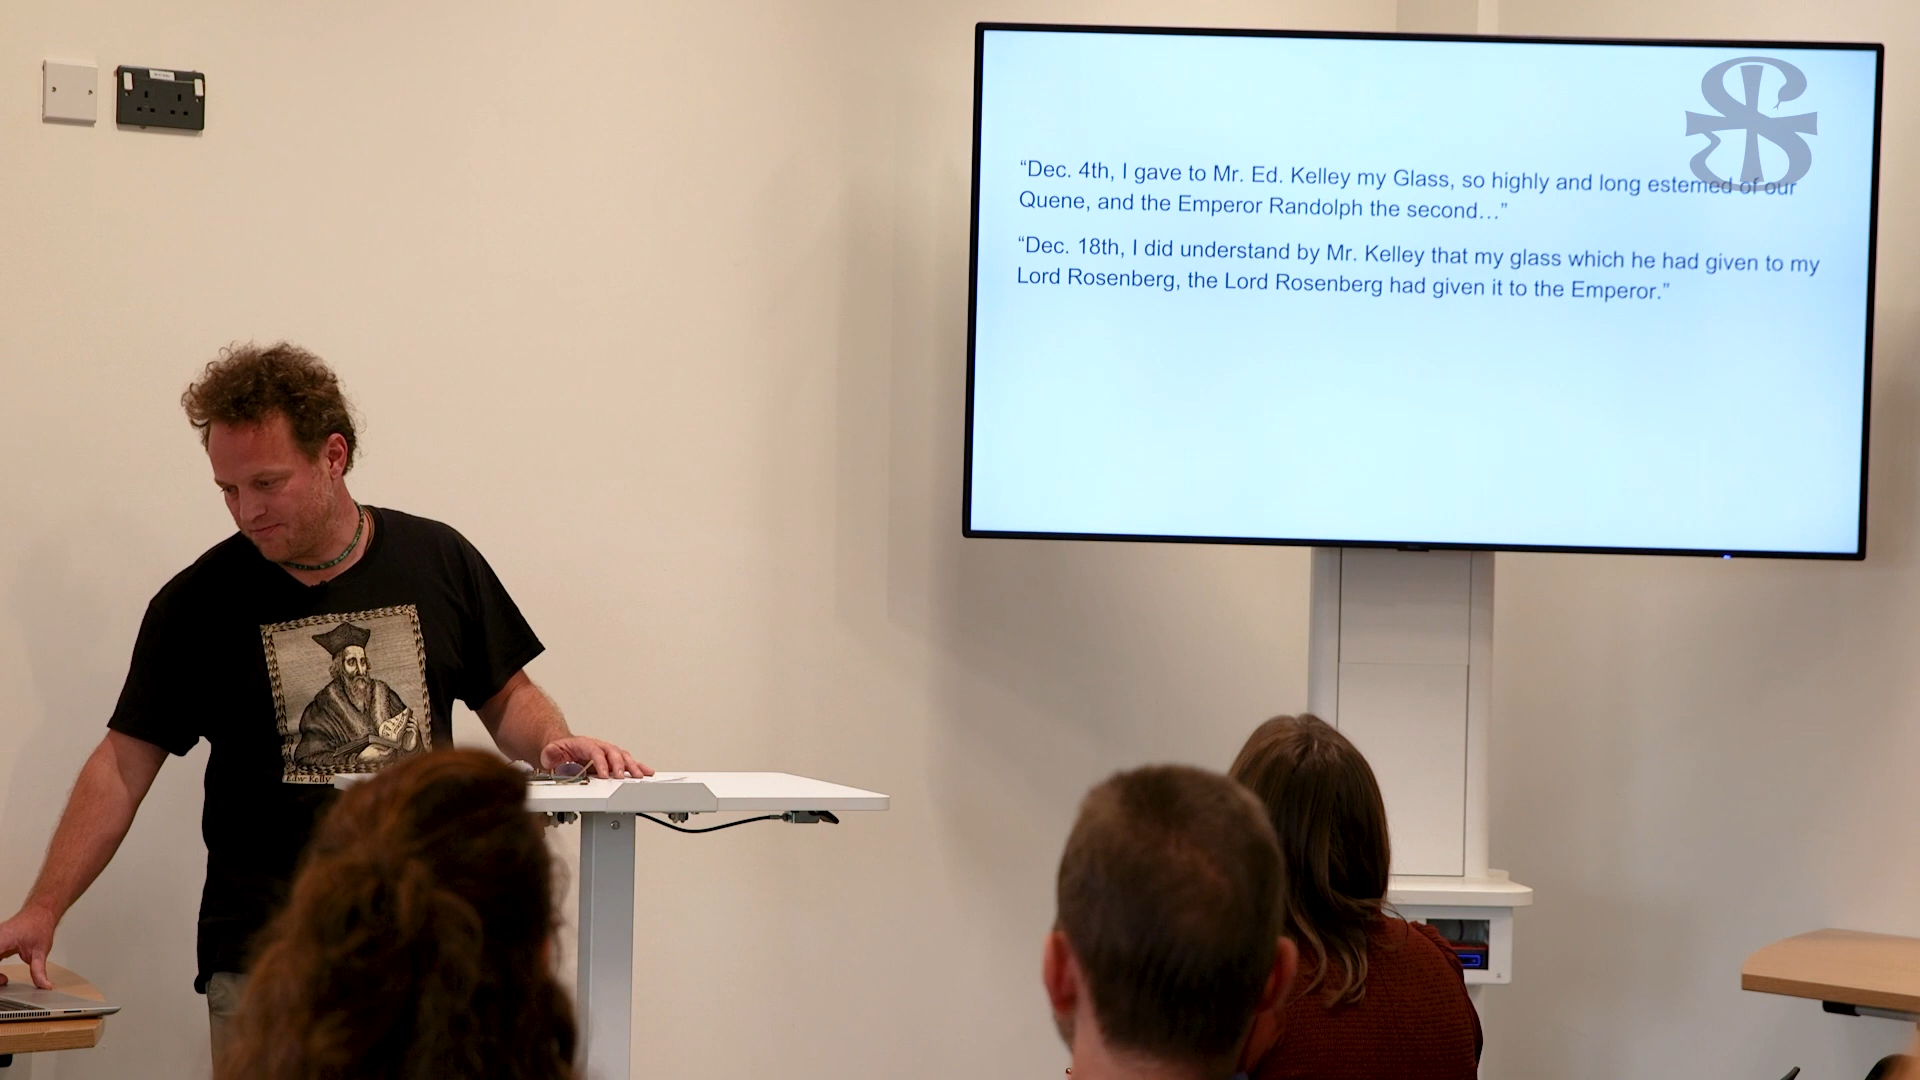 “Dec. 4th, I gave to Mr. Ed. Kelley my Glass, so highly and long estemed of our
Quene, and the Emperor Randolph the second…”
“Dec. 18th, I did understand by Mr. Kelley that my glass which he had given to my
Lord Rosenberg, the Lord Rosenberg had given it to the Emperor.”
Edw Kelly